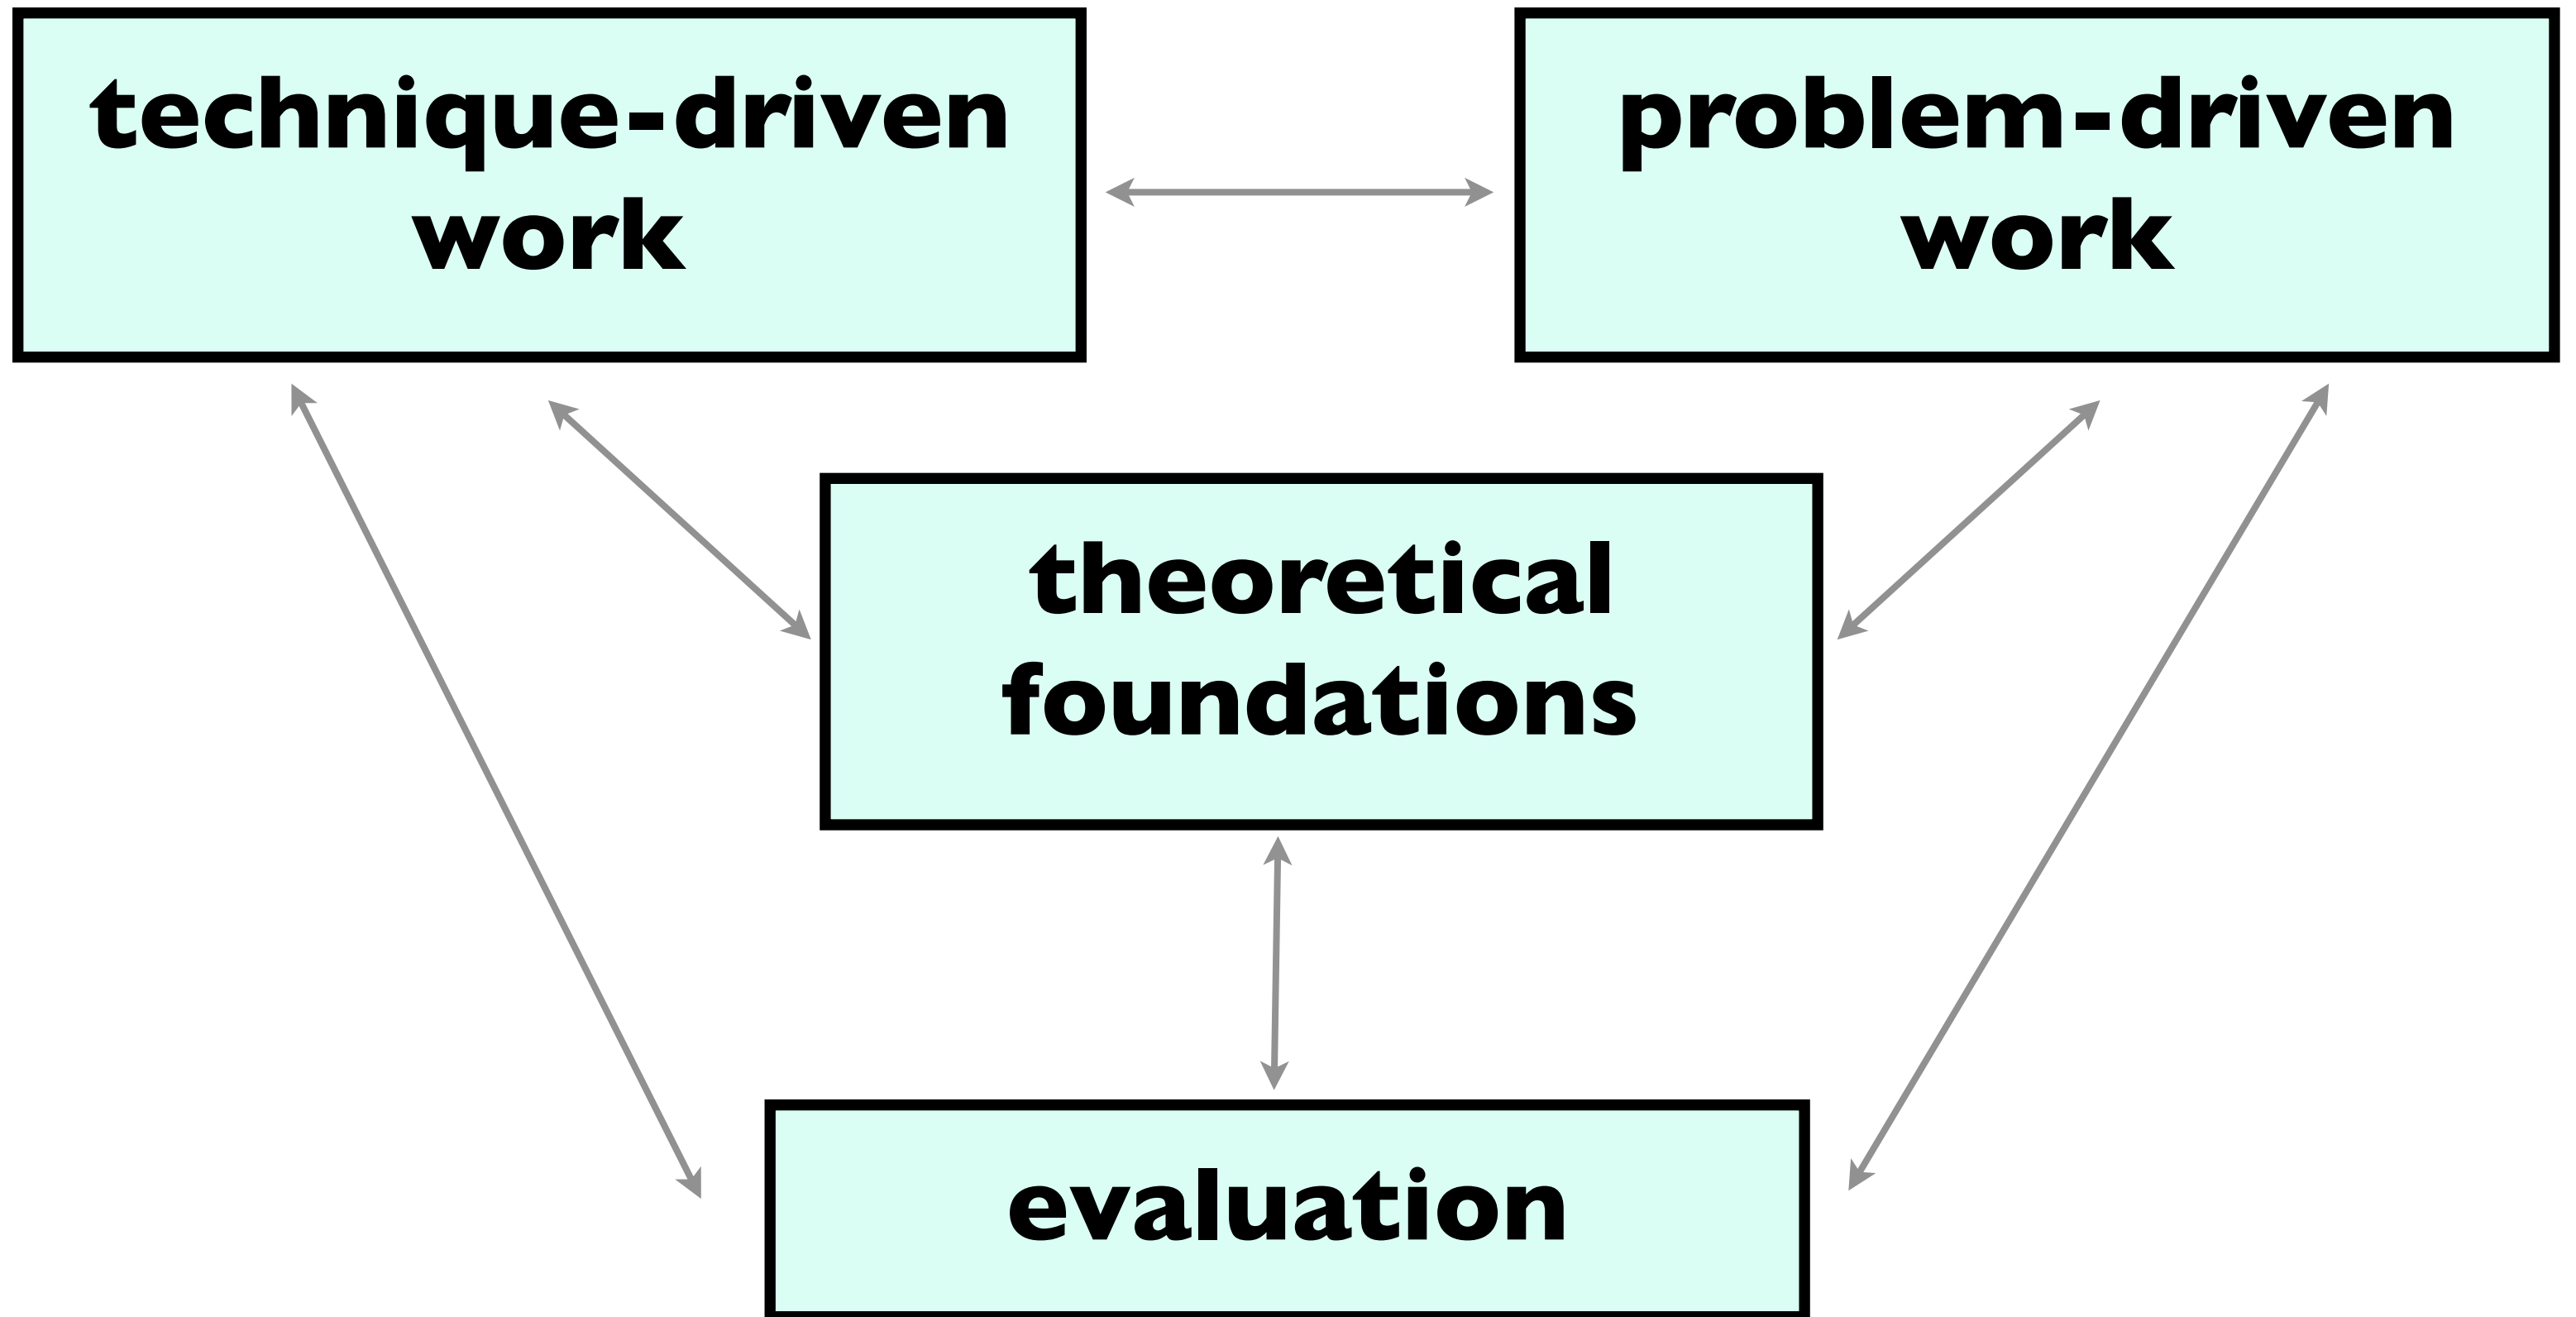 technique-driven
work
problem-driven
work
theoretical
foundations
evaluation